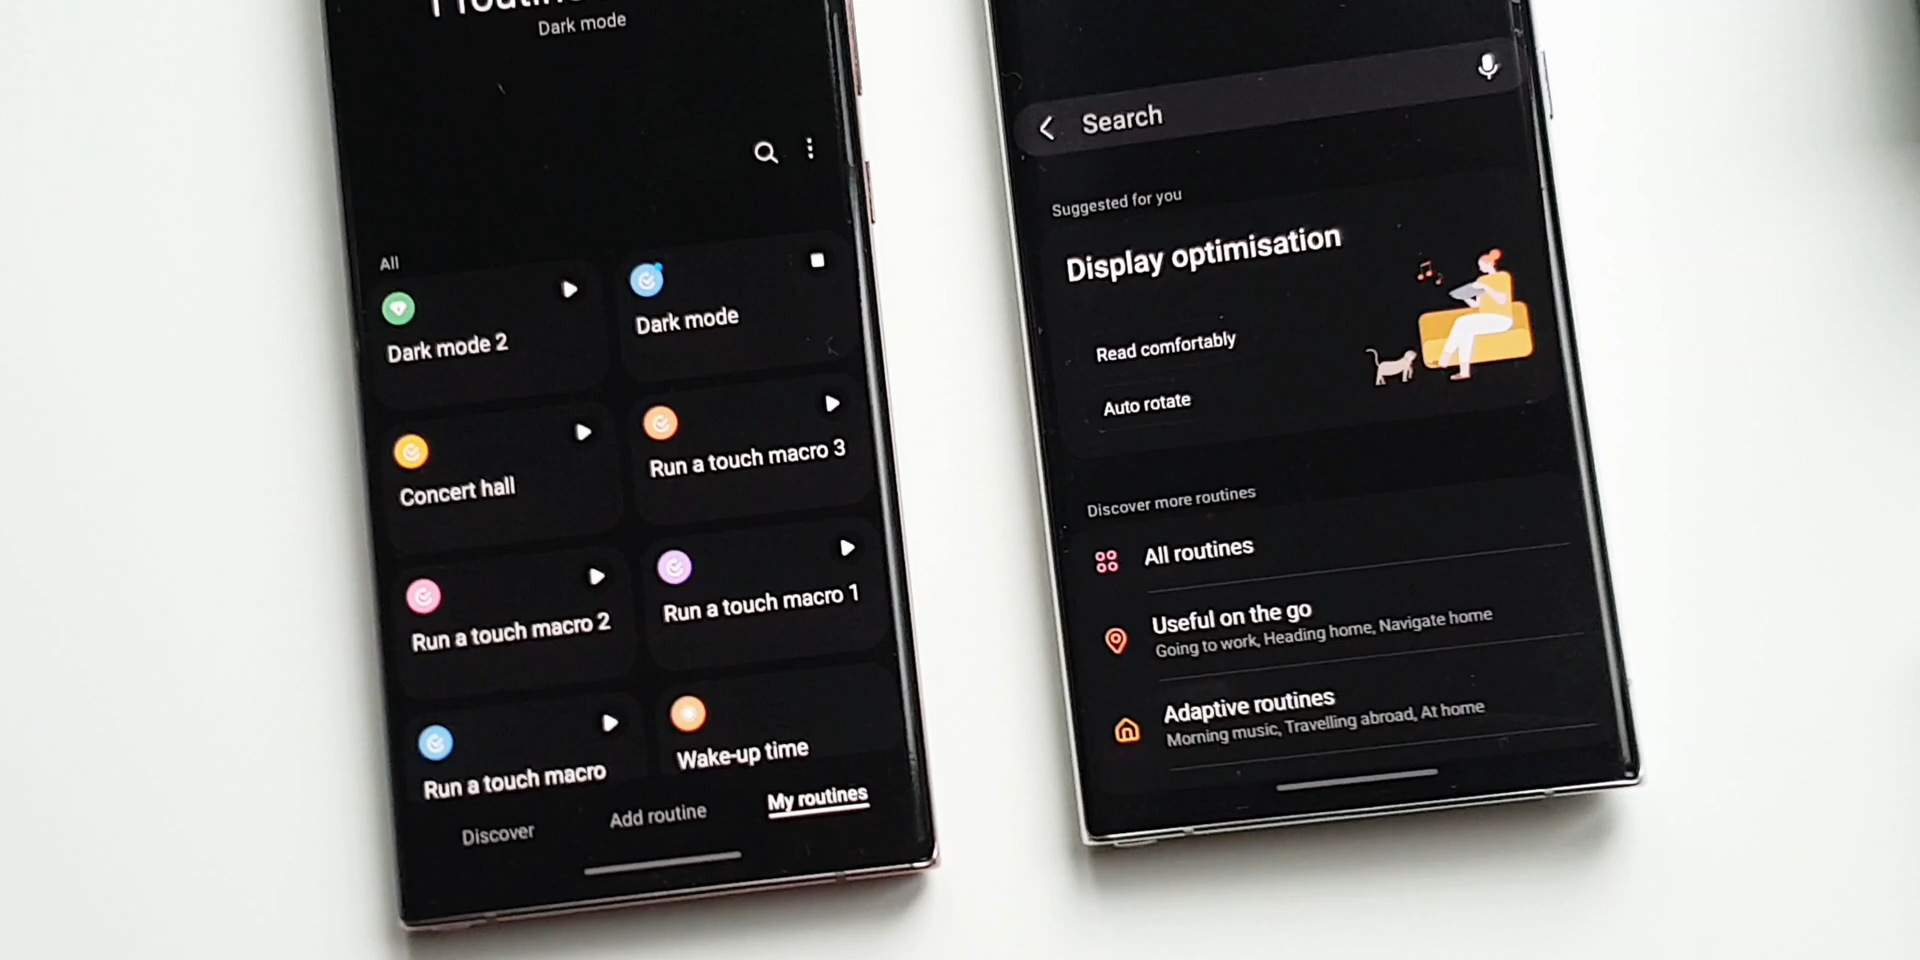 Dark mode
All
Dark mode 2
Dark mode
Concert hall
Run a touch macro 3
Run a touch macro 2
Run a touch macro 1
Run a touch macro
Wake-up time
Discover
Add routine
My routines
Search
Suggested for you
Display optimisation
Read comfortably
Auto rotate
Discover more routines
All routines
Useful on the go
Going to work, Heading home, Navigate home
Adaptive routines
Morning music, Travelling abroad, At home